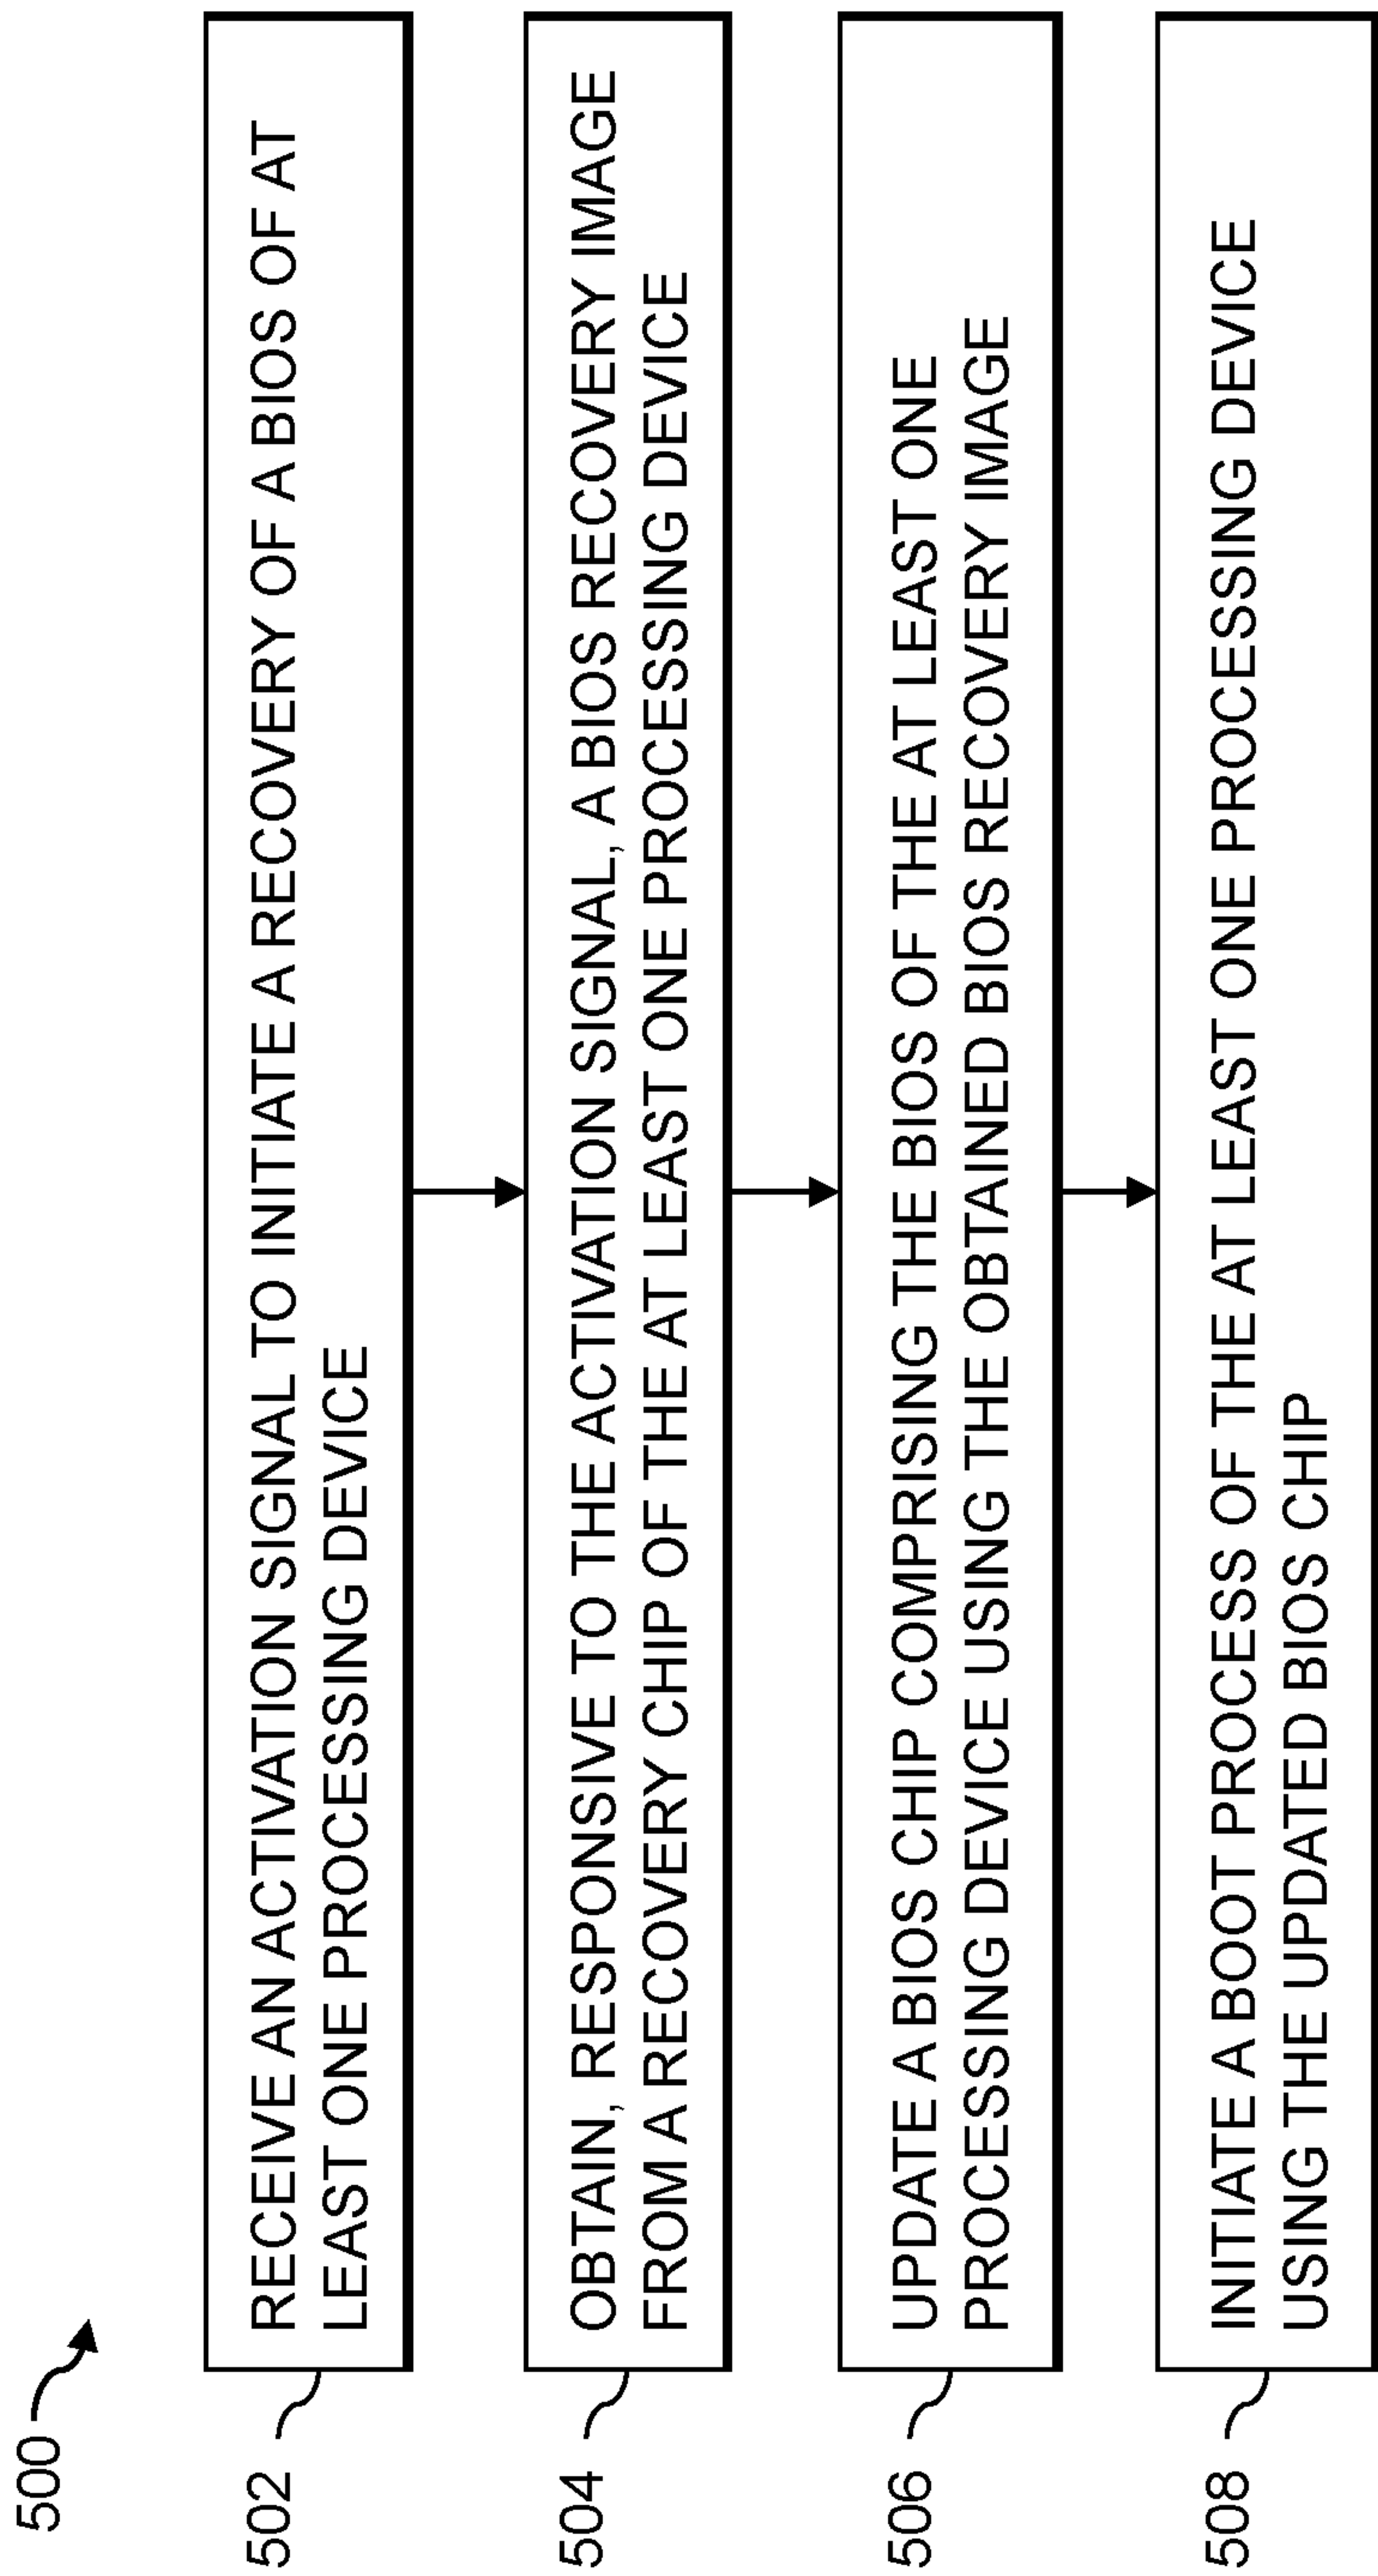 500
502
RECEIVE AN ACTIVATION SIGNAL TO INITIATE A RECOVERY OF A BIOS OF AT
LEAST ONE PROCESSING DEVICE
504
OBTAIN, RESPONSIVE TO THE ACTIVATION SIGNAL, A BIOS RECOVERY IMAGE
FROM A RECOVERY CHIP OF THE AT LEAST ONE PROCESSING DEVICE
506
UPDATE A BIOS CHIP COMPRISING THE BIOS OF THE AT LEAST ONE
PROCESSING DEVICE USING THE OBTAINED BIOS RECOVERY IMAGE
508
INITIATE A BOOT PROCESS OF THE AT LEAST ONE PROCESSING DEVICE
USING THE UPDATED BIOS CHIP